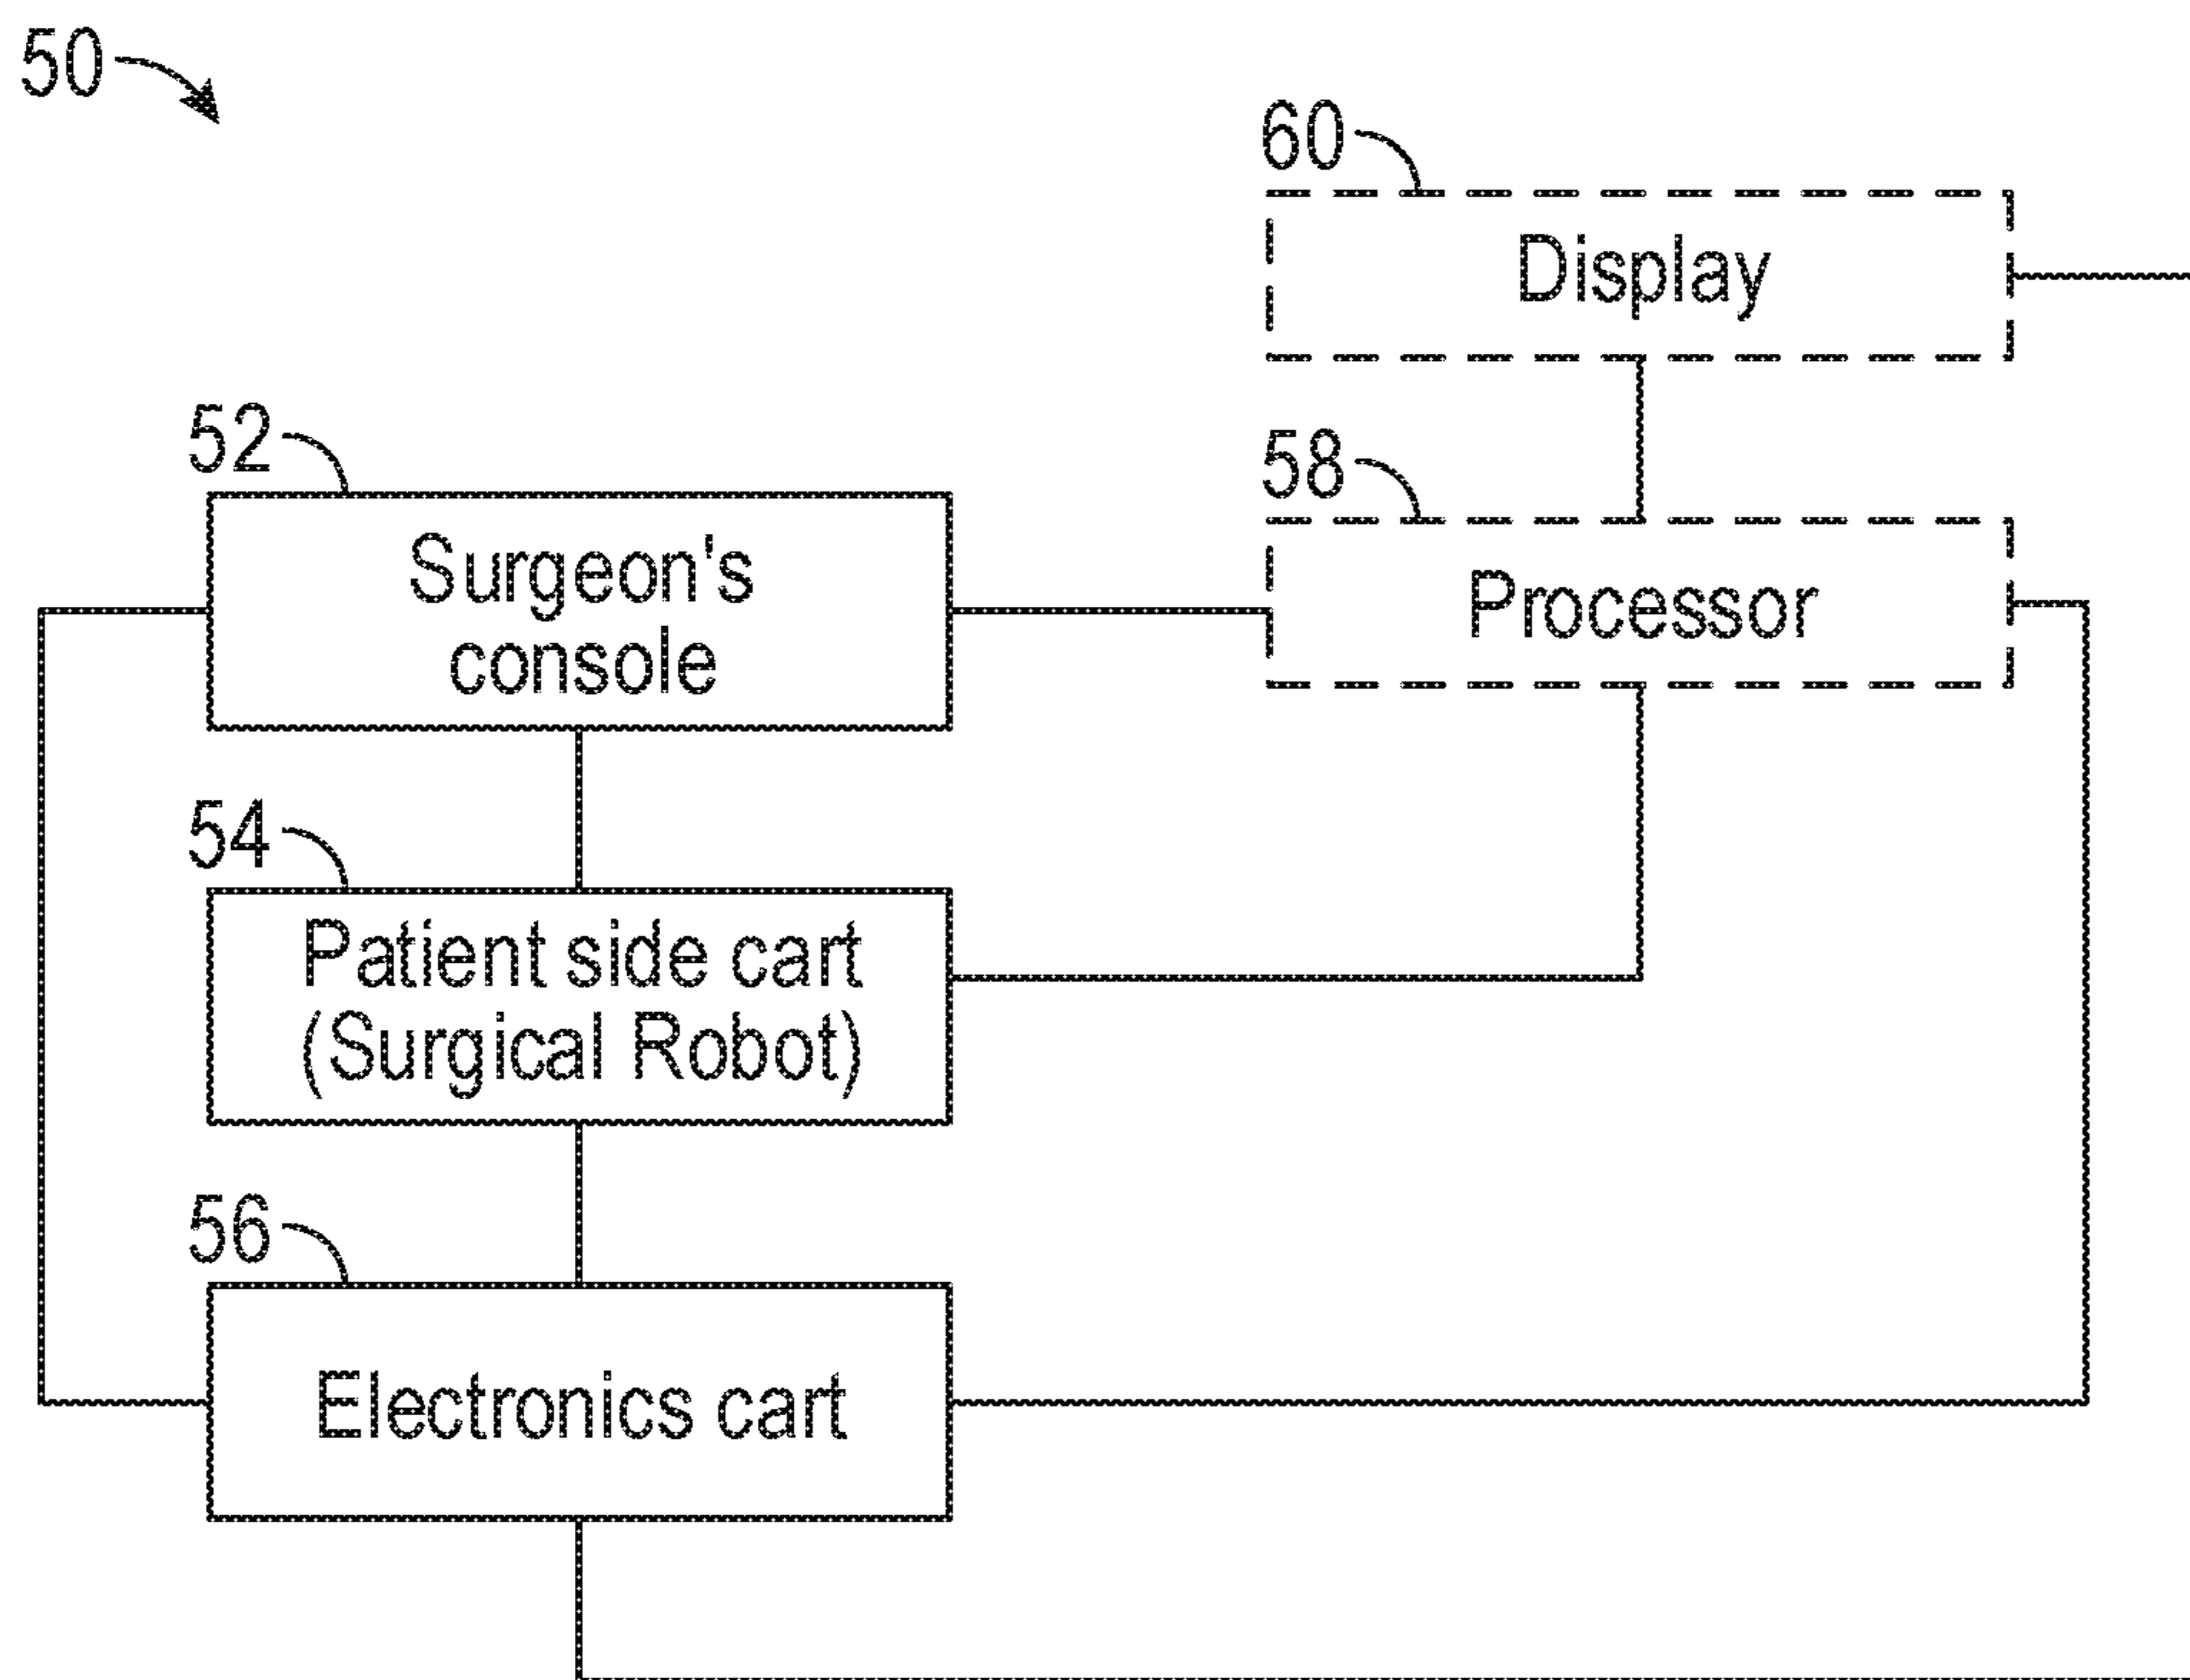 50
60
Display
52
58
Surgeon's
console
Processor
54
Patient side cart
(Surgical Robot)
56
Electronics cart